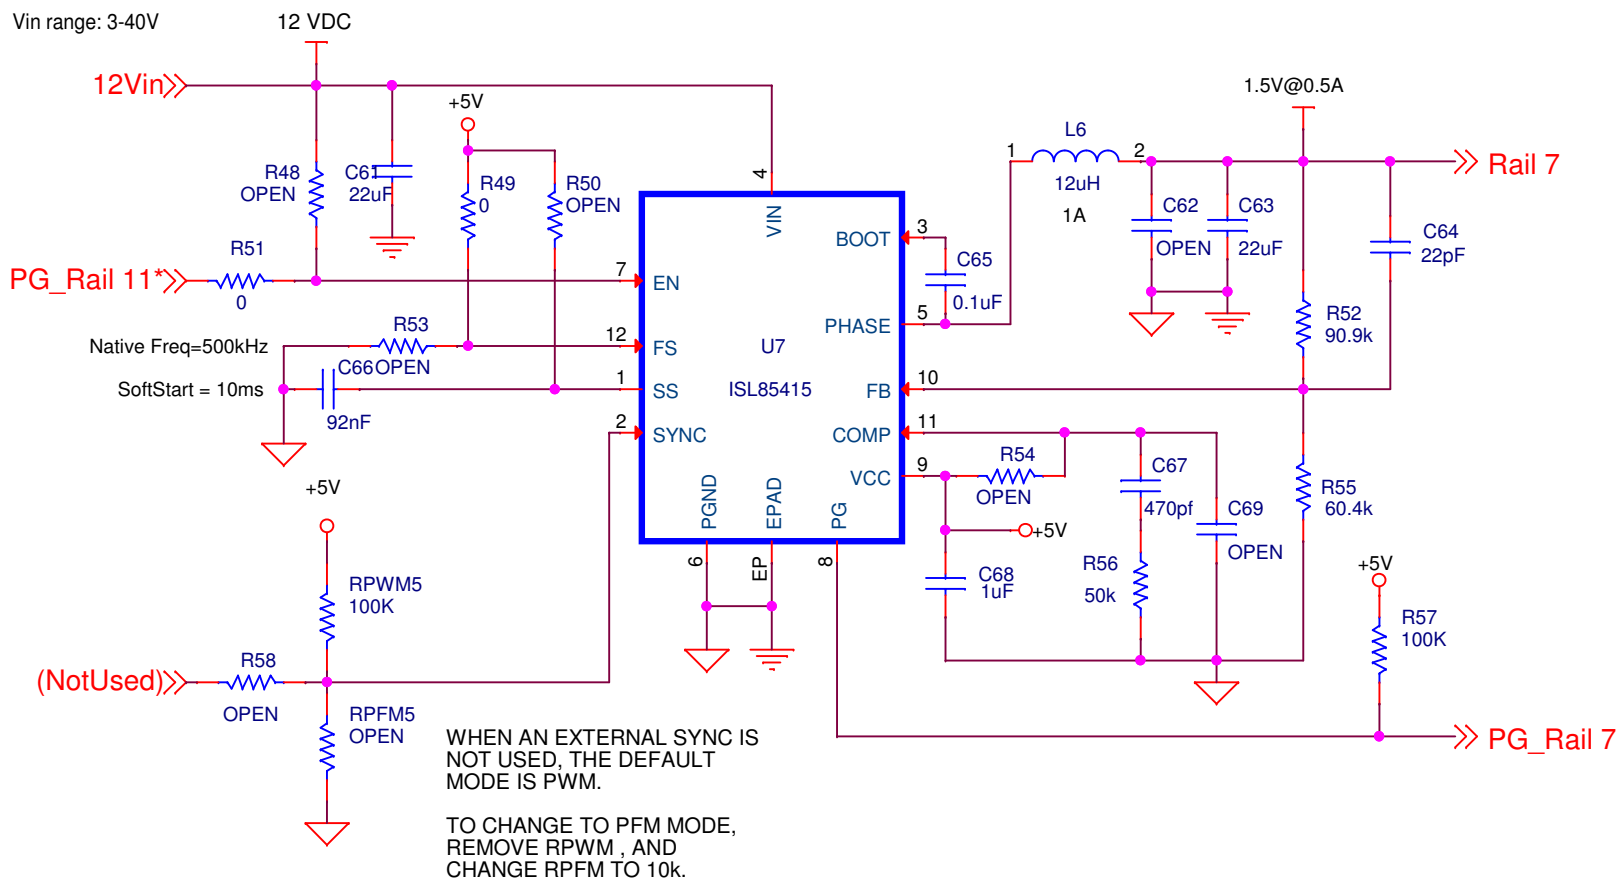 Vin range: 3-40V
12 VDC
12Vin
+5V
1.5V@0.5A
R48
OPEN
C61
22uF
R49
0
R50
OPEN
4
VIN
1
L6
2
12uH
1A
Rail 7
C62
OPEN
C63
22uF
C64
22pF
BOOT
3
C65
0.1uF
R51
0
PG_Rail 11*
7
EN
PHASE
5
R52
90.9k
Native Freq=500kHz
R53
OPEN
12
FS
U7
ISL85415
SoftStart = 10ms
C66
92nF
1
SS
FB
10
2
SYNC
COMP
11
VCC
9
R54
OPEN
C67
470pf
C69
OPEN
R55
60.4k
PGND
EPAD
PG
6
EP
8
+5V
+5V
C68
1uF
R56
50k
+5V
R57
100K
RPWM5
100K
(NotUsed)
R58
OPEN
RPFM5
OPEN
PG_Rail 7
WHEN AN EXTERNAL SYNC IS
NOT USED, THE DEFAULT
MODE IS PWM.
TO CHANGE TO PFM MODE,
REMOVE RPWM , AND
CHANGE RPFM TO 10k.